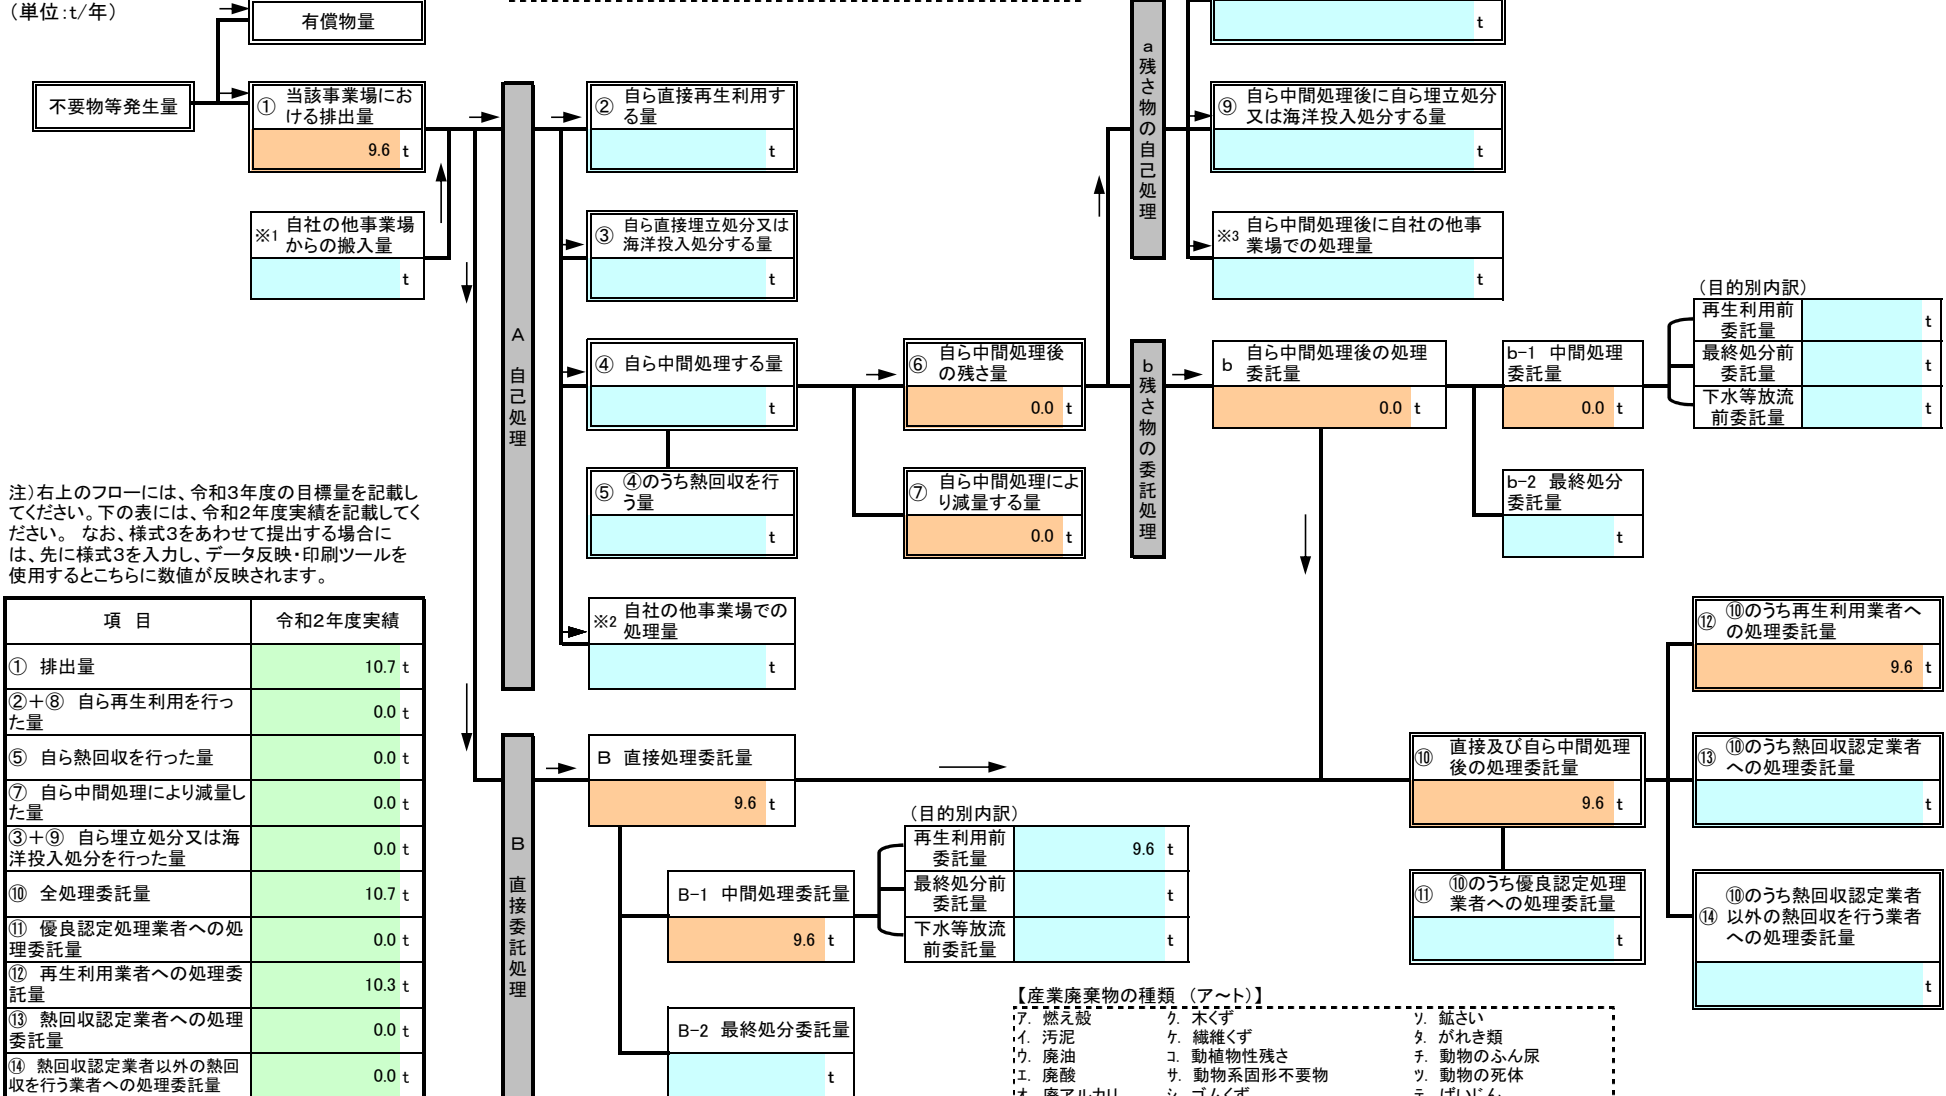 (単位:t/年)
有償物量
t
不要物等発生量
① 当該事業場にお
ける排出量
9.6 t
※1 自社の他事業場
からの搬入量
t
A 自己処理
② 自ら直接再生利用す
る量
t
③ 自ら直接埋立処分又は
海洋投入処分する量
t
④ 自ら中間処理する量
t
⑤ ④のうち熱回収を行
う量
t
※2 自社の他事業場での
処理量
t
⑥ 自ら中間処理後
の残さ量
0.0 t
⑦ 自ら中間処理によ
り減量する量
0.0 t
a残さ物の自己処理
⑨ 自ら中間処理後に自ら埋立処分
又は海洋投入処分する量
t
※3 自ら中間処理後に自社の他事
業場での処理量
t
b残さ物の委託処理
b 自ら中間処理後の処理
委託量
0.0 t
b-1 中間処理
委託量
0.0 t
b-2 最終処分
委託量
t
(目的別内訳)
再生利用前
委託量
t
最終処分前
委託量
t
下水等放流
前委託量
t
注)右上のフローには、令和3年度の目標量を記載し
てください。下の表には、令和2年度実績を記載してく
ださい。 なお、様式3をあわせて提出する場合に
は、先に様式3を入力し、データ反映・印刷ツールを
使用するとこちらに数値が反映されます。
項 目 令和2年度実績
① 排出量 10.7 t
②+⑧ 自ら再生利用を行っ
た量 0.0 t
⑤ 自ら熱回収を行った量 0.0 t
⑦ 自ら中間処理により減量し
た量 0.0 t
③+⑨ 自ら埋立処分又は海
洋投入処分を行った量 0.0 t
⑩ 全処理委託量 10.7 t
⑪ 優良認定処理業者への処
理委託量 0.0 t
⑫ 再生利用業者への処理委
託量 10.3 t
⑬ 熱回収認定業者への処理
委託量 0.0 t
⑭ 熱回収認定業者以外の熱回
収を行う業者への処理委託量 0.0 t
B 直接委託処理
B 直接処理委託量
9.6 t
B-1 中間処理委託量
9.6 t
B-2 最終処分委託量
t
(目的別内訳)
再生利用前
委託量
9.6 t
最終処分前
委託量
t
下水等放流
前委託量
t
⑩ 直接及び自ら中間処理
後の処理委託量
9.6 t
⑪ ⑩のうち優良認定処理
業者への処理委託量
t
⑫ ⑩のうち再生利用業者へ
の処理委託量
9.6 t
⑬ ⑩のうち熱回収認定業者
への処理委託量
t
⑭ ⑩のうち熱回収認定業者
以外の熱回収を行う業者
への処理委託量
t
【産業廃棄物の種類 (ア~ト)】
ア. 燃え殻 ク. 木くず ソ. 鉱さい
イ. 汚泥 ケ. 繊維くず タ. がれき類
ウ. 廃油 コ. 動植物性残さ チ. 動物のふん尿
エ. 廃酸 サ. 動物系固形不要物 ツ. 動物の死体
オ. 廃アルカリ シ. ゴムくず テ. ばいじん